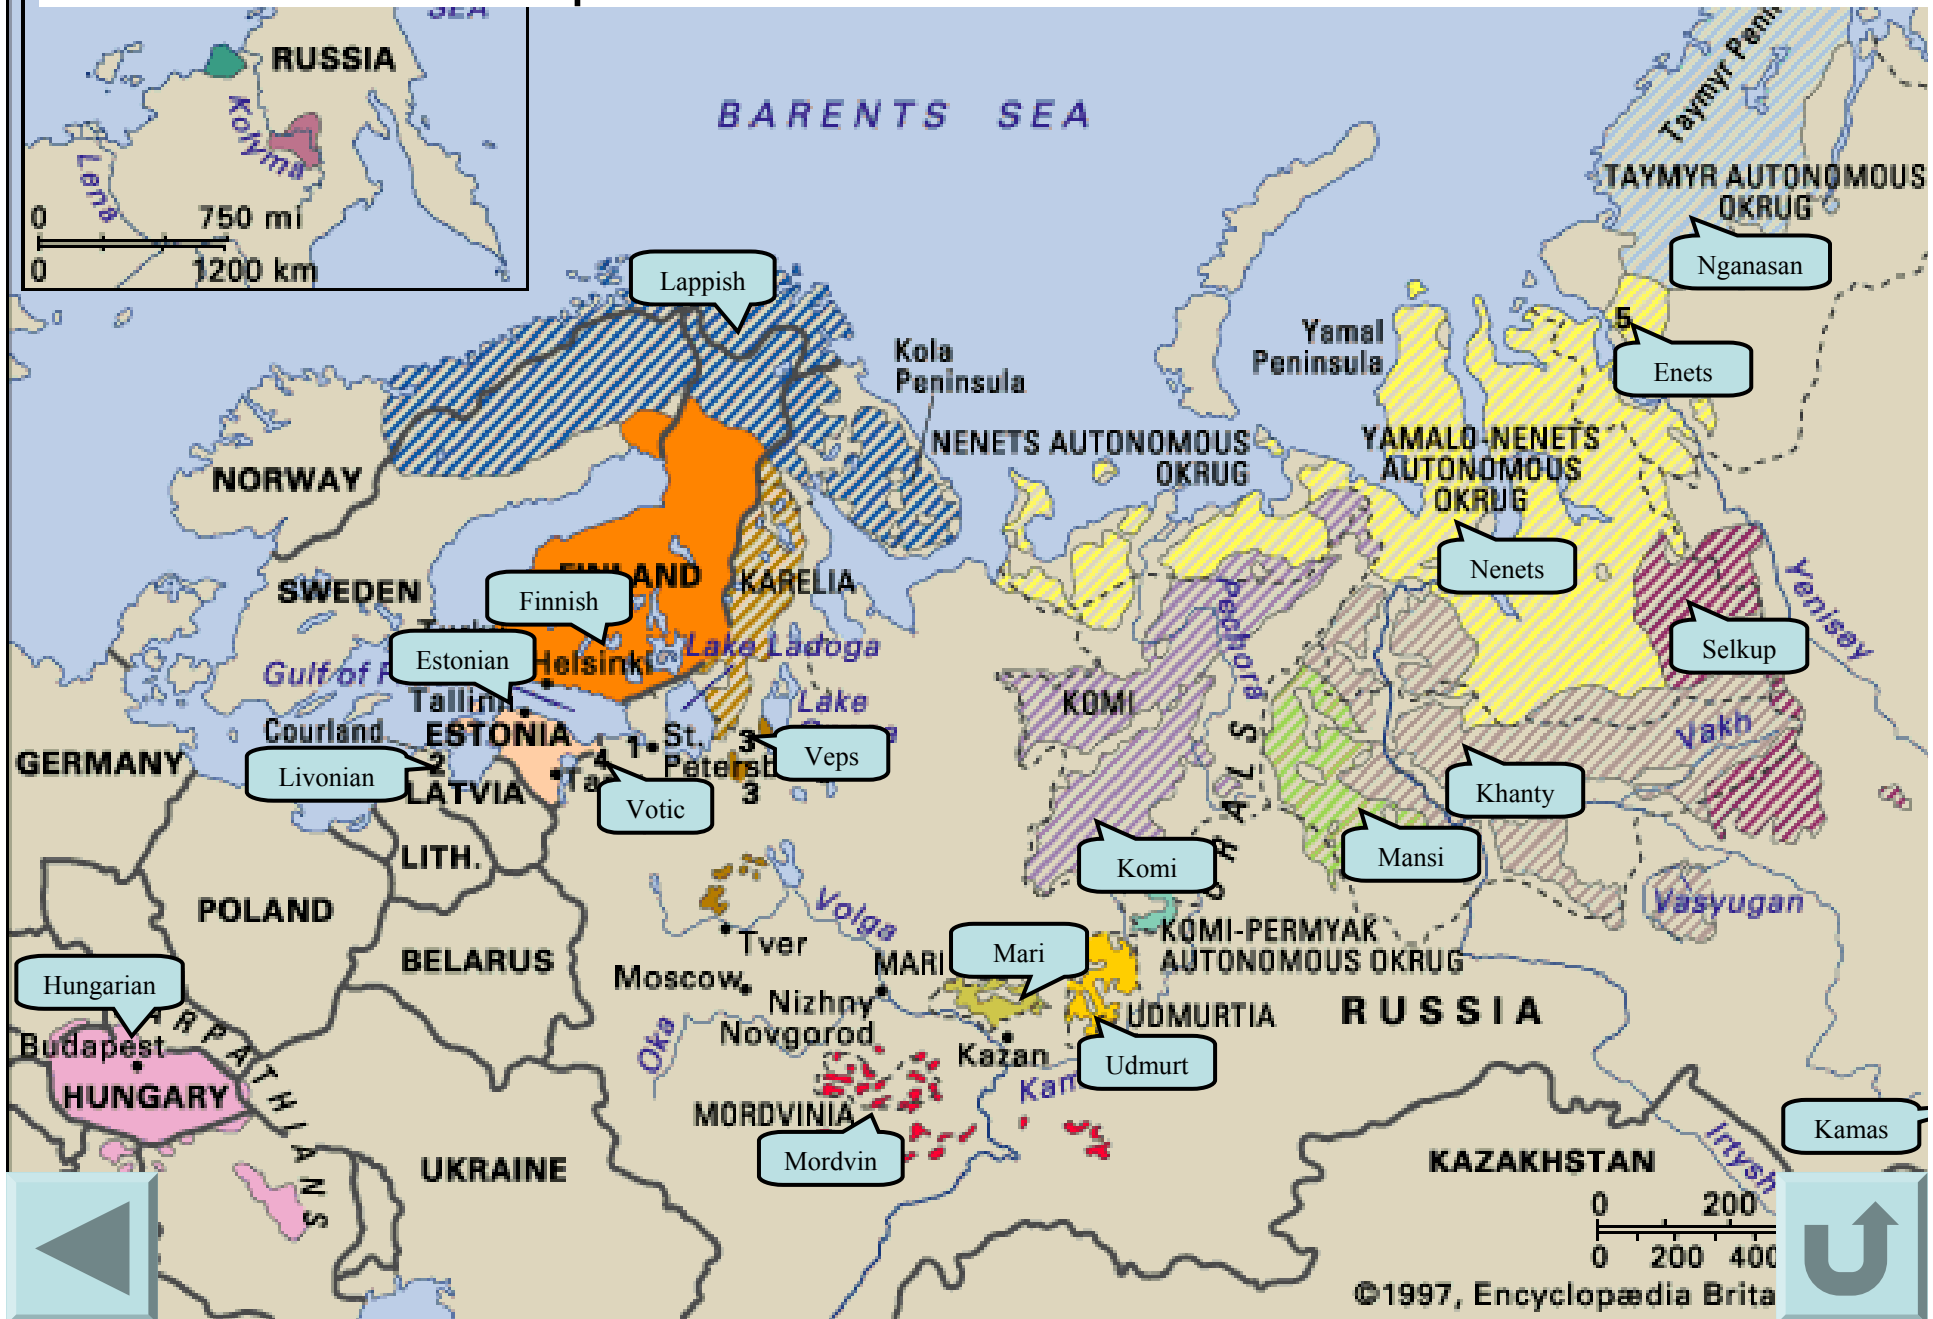 SEA
RUSSIA
Kolyma
Lena
0
750 mi
0
1200 km
BARENTS SEA
TAYMYR AUTONOMOUS
OKRUG
Nganasan
Lappish
5
Enets
Yamal
Peninsula
Kola
Peninsula
NENETS AUTONOMOUS
OKRUG
YAMALO-NENETS
AUTONOMOUS
OKRUG
NORWAY
Nenets
SWEDEN
Finnish
KARELIA
Pechora
Yenisey
Selkup
Estonian
Helsinki
Lake Ladoga
Gulf of
Tallinn
Lake
KOMI
Courland
ESTONIA
1
St.
3
Veps
Vakh
GERMANY
Livonian
2
4
LATVIA
Votic
3
Khanty
URALS
LITH.
Komi
Mansi
POLAND
Volga
Vasyugan
Tver
KOMI-PERMYAK
AUTONOMOUS OKRUG
BELARUS
MARI
Mari
Moscow
Nizhny
Novgorod
Hungarian
RUSSIA
UDMURTIA
Oka
Kazan
Udmurt
Budapest
HUNGARY
CARPATHIANS
MORDVINIA
Mordvin
Kamas
UKRAINE
KAZAKHSTAN
Irtysh
0 200
0 200 400
©1997, Encyclopædia Brita